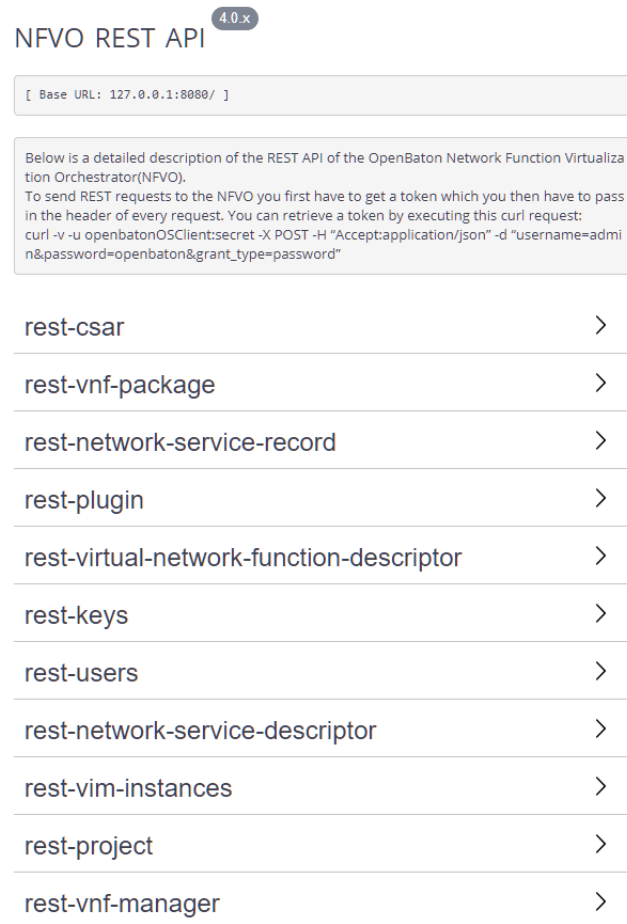 NFVO REST API 4.0.x
[ Base URL: 127.0.0.1:8080/ ]
Below is a detailed description of the REST API of the OpenBaton Network Function Virtualiza
tion Orchestrator(NFVO).
To send REST requests to the NFVO you first have to get a token which you then have to pass
in the header of every request. You can retrieve a token by executing this curl request:
curl -v -u openbatonOSClient:secret -X POST -H “Accept:application/json” -d “username=admi
n&password=openbaton&grant_type=password”
rest-csar
rest-vnf-package
rest-network-service-record
rest-plugin
rest-virtual-network-function-descriptor
rest-keys
rest-users
rest-network-service-descriptor
rest-vim-instances
rest-project
rest-vnf-manager